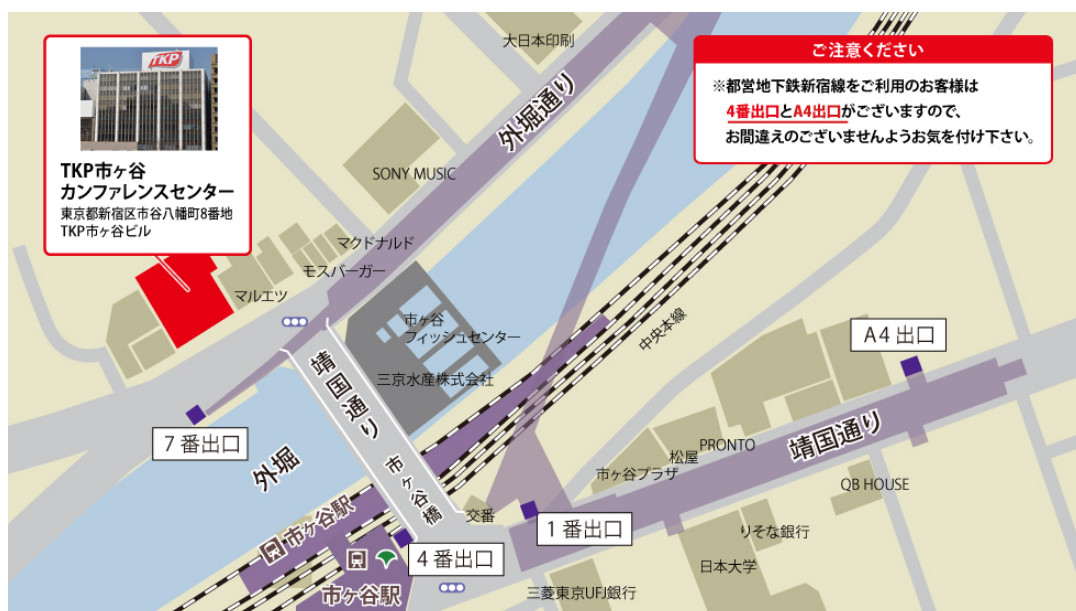 TKP
TKP市ヶ谷
カンファレンスセンター
東京都新宿区市谷八幡町8番地
TKP市ヶ谷ビル
ご注意ください
※都営地下鉄新宿線をご利用のお客様は
4番出口とA4出口がございますので、
お間違えのございませんようお気を付け下さい。
大日本印刷
外堀通り
SONY MUSIC
マクドナルド
モスバーガー
マルエツ
市ヶ谷
フィッシュセンター
三京水産株式会社
中央本線
A4出口
靖国通り
7番出口
外堀
市ヶ谷橋
PRONTO
松屋
市ヶ谷プラザ
靖国通り
QB HOUSE
交番
1番出口
りそな銀行
市ヶ谷駅
4番出口
日本大学
市ヶ谷駅
三菱東京UFJ銀行